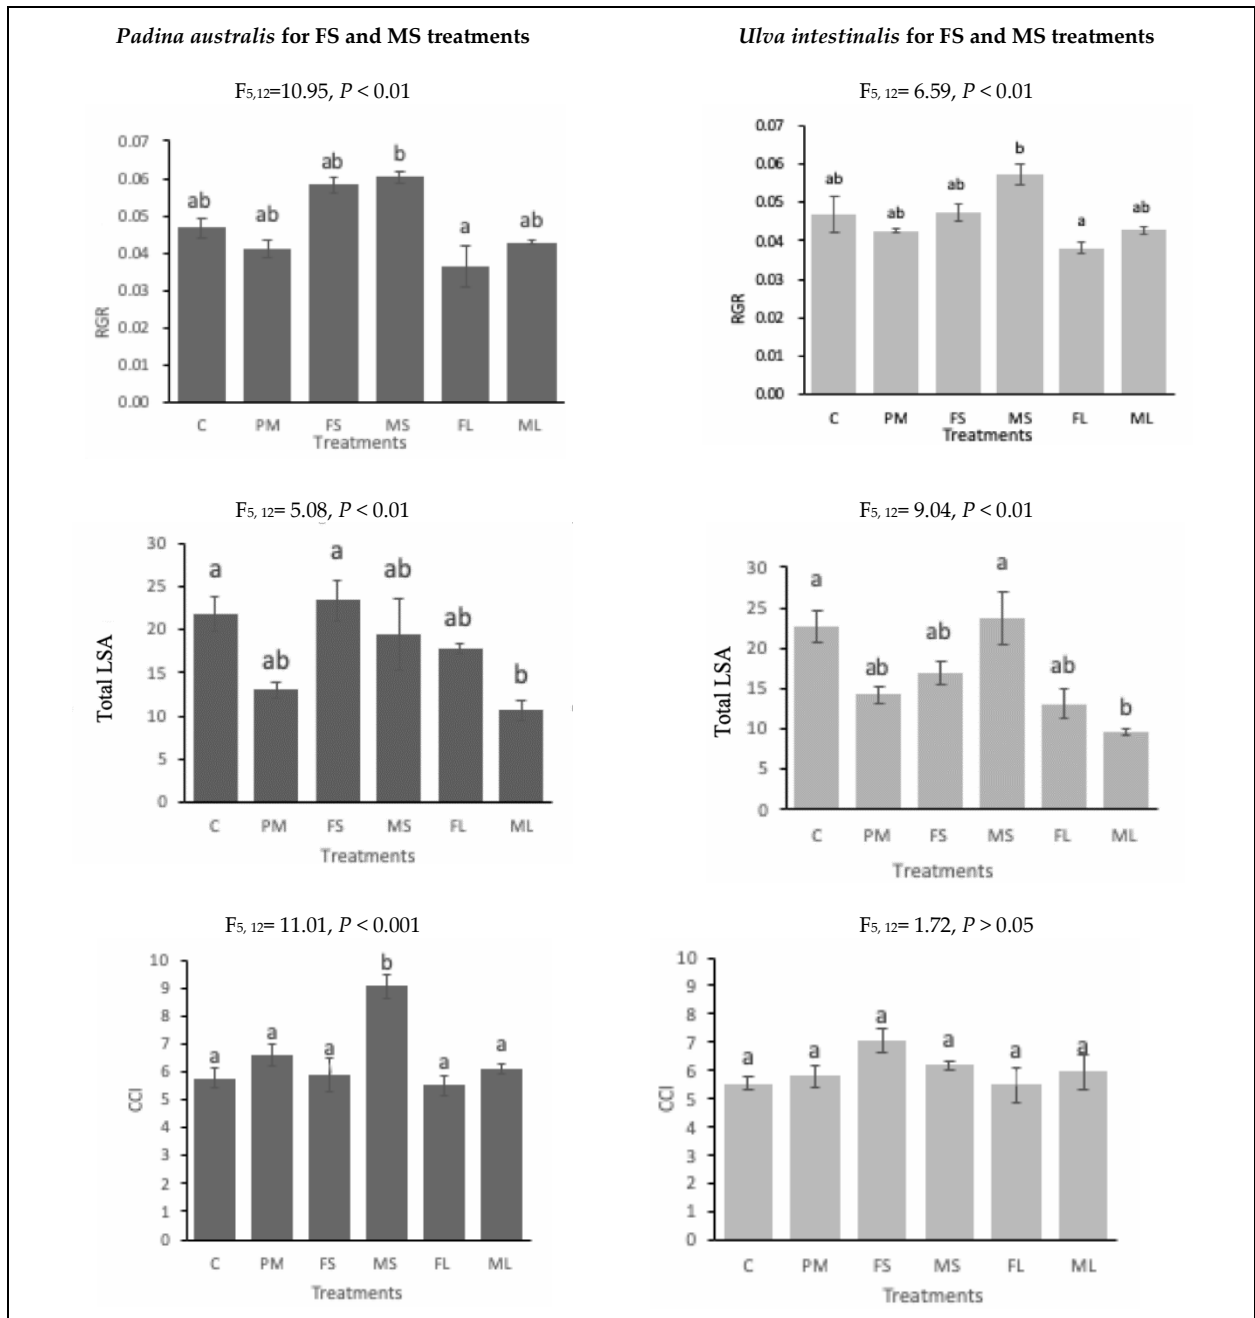 Padina australis for FS and MS treatments
F5,12=10.95, P < 0.01
0.07
0.06
0.05
0.04
0.03
0.02
0.01
0.00
RGR
ab ab ab b a ab
C PM FS MS FL ML
Treatments
F5, 12= 5.08, P < 0.01
30
25
20
15
10
5
0
Total LSA
a ab a ab ab b
C PM FS MS FL ML
Treatments
F5, 12= 11.01, P < 0.001
10
9
8
7
6
5
4
3
2
1
0
CCI
a a a b a a
C PM FS MS FL ML
Treatments
Ulva intestinalis for FS and MS treatments
F5, 12= 6.59, P < 0.01
0.07
0.06
0.05
0.04
0.03
0.02
0.01
0.00
RGR
ab ab ab b a ab
C PM FS MS FL ML
Treatments
F5, 12= 9.04, P < 0.01
30
25
20
15
10
5
0
Total LSA
a ab ab a ab b
C PM FS MS FL ML
Treatments
F5, 12= 1.72, P > 0.05
10
9
8
7
6
5
4
3
2
1
0
CCI
a a a a a a
C PM FS MS FL ML
Treatments